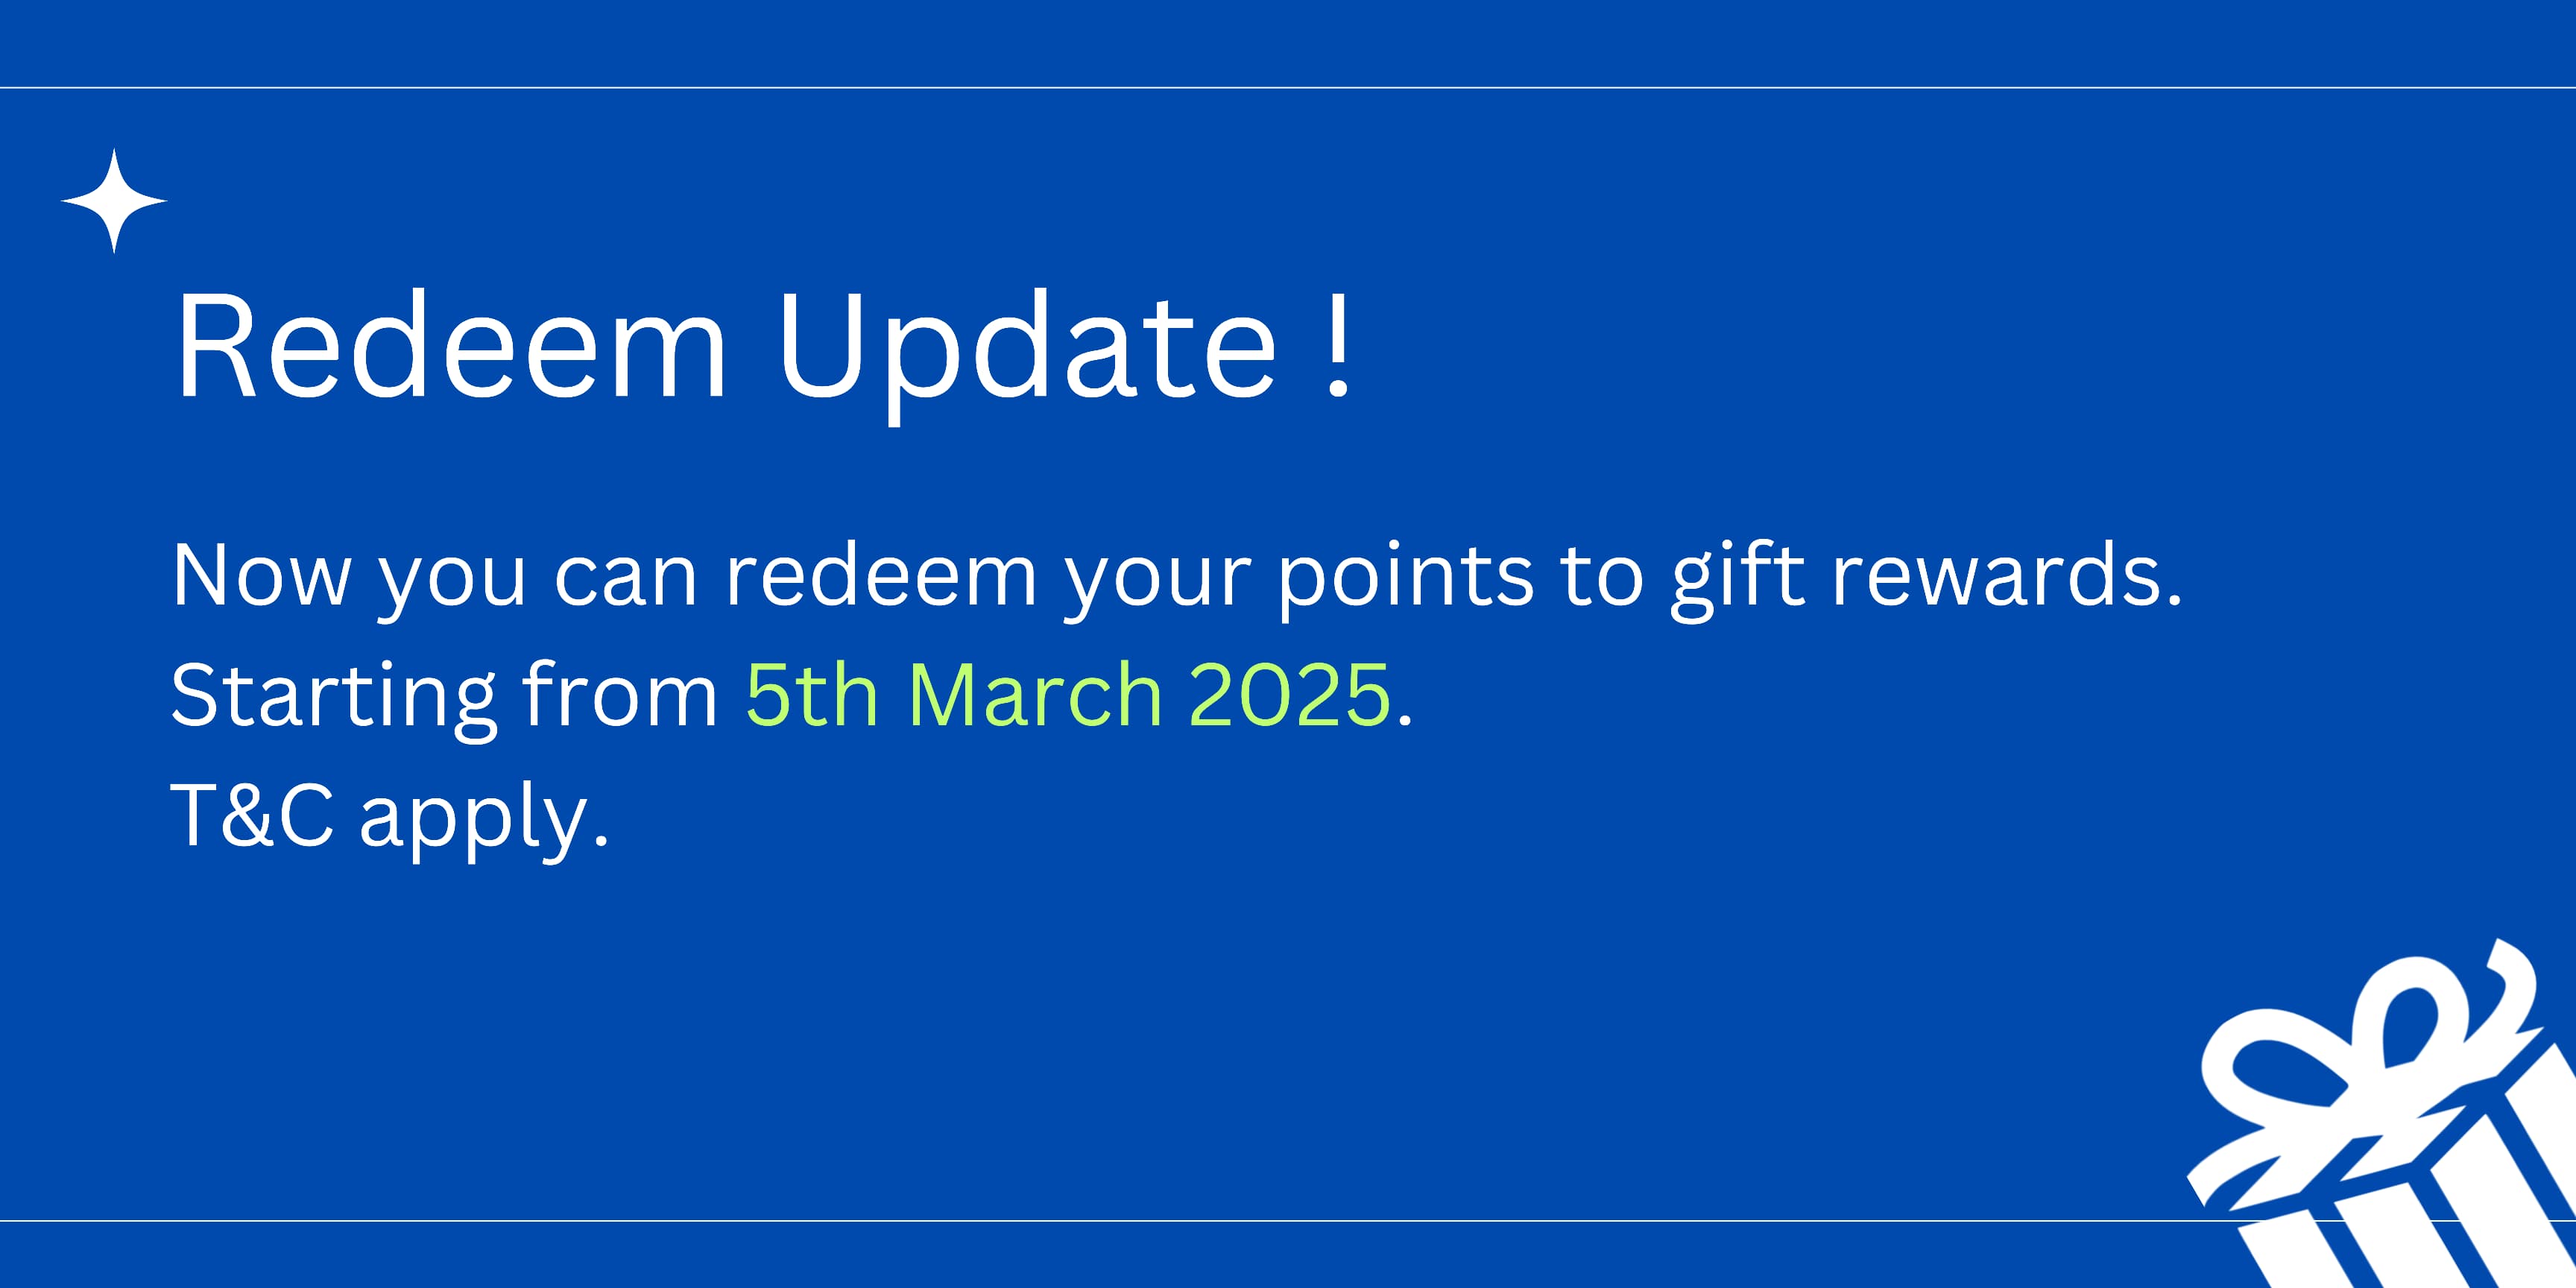 Redeem Update !
Now you can redeem your points to gift rewards.
Starting from 5th March 2025.
T&C apply.